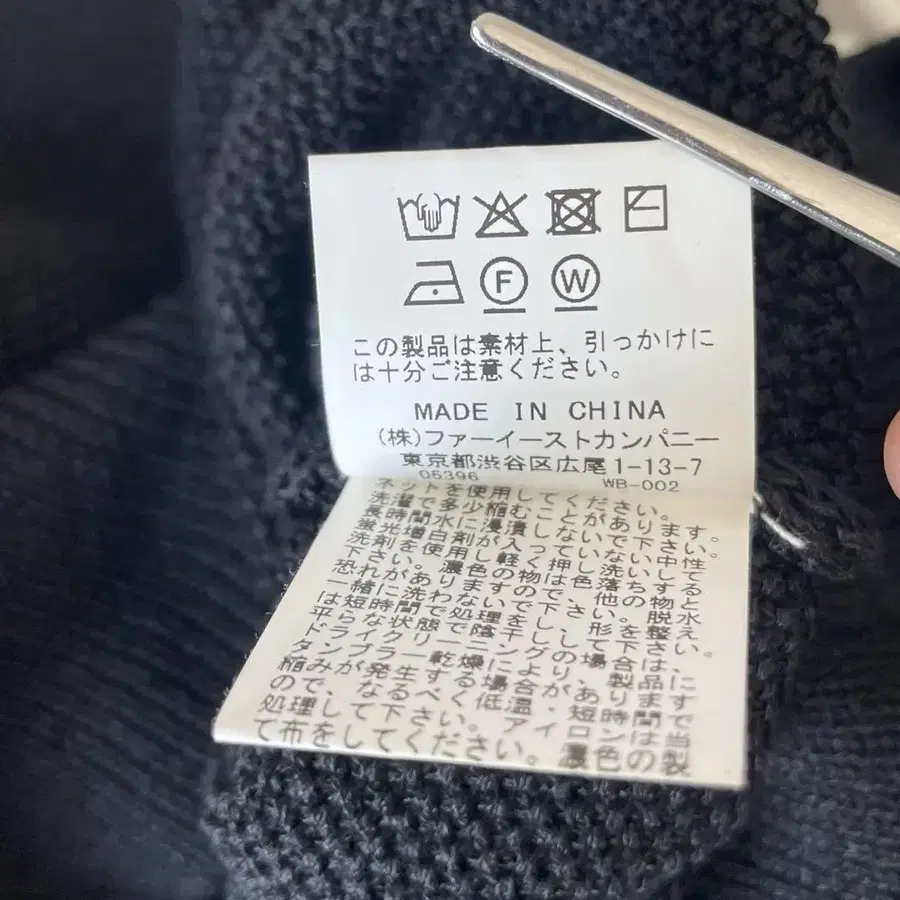 F
W
この製品は素材上、引っかけに
は十分ご注意ください。
MADE IN CHINA
(株)ファーイーストカンパニー
東京都渋谷区広尾1-13-7
05396 WB-002
ネットを使用してください。
洗濯で多少縮むことがあります。
長時間水に浸漬しないで下さい。
蛍光増白剤が入っていない中性
洗剤を使用し軽く押し洗いして
下さい。濃色の物は色落ちする
恐れがありますので、他の物と
一緒に洗わないで下さい。脱水
は短時間で処理し、形を整え
平らな状態で陰干しして下さい。
ドライクリーニングの場合は、
タンブラー乾燥により、製品に
縮みが発生する場合があります
ので、なるべく低温、短時間で
処理して下さい。アイロンは当
て布をしてください。濃色の製